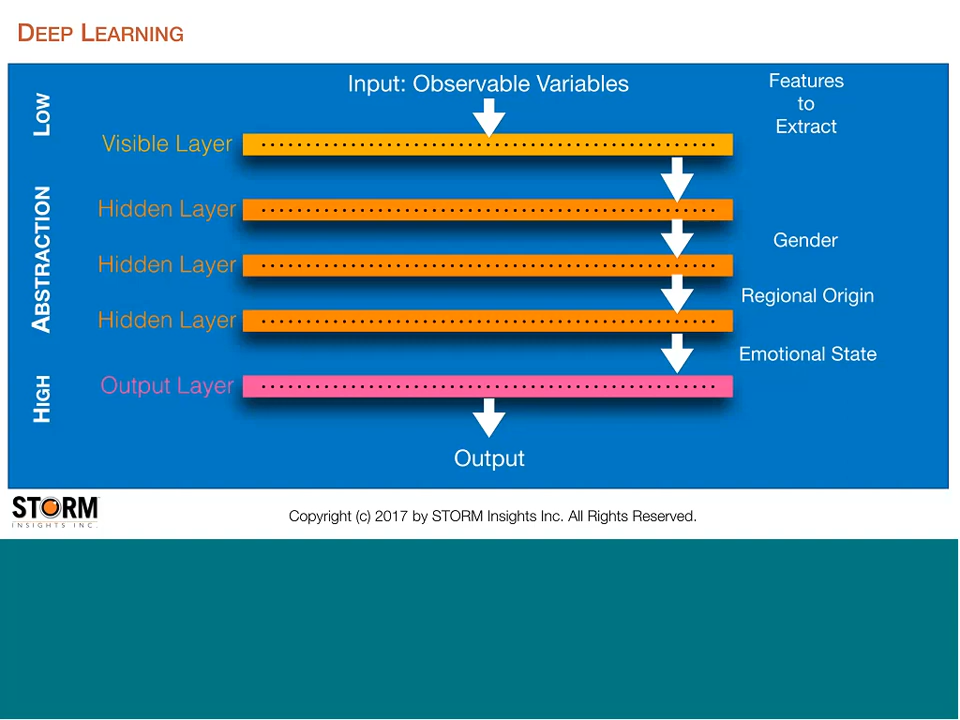 DEEP LEARNING
Input: Observable Variables
Features
to
Extract
LOW
ABSTRACTION
HIGH
Visible Layer
Hidden Layer
Gender
Hidden Layer
Regional Origin
Hidden Layer
Emotional State
Output Layer
Output
STORM
INSIGHTS INC.
Copyright (c) 2017 by STORM Insights Inc. All Rights Reserved.